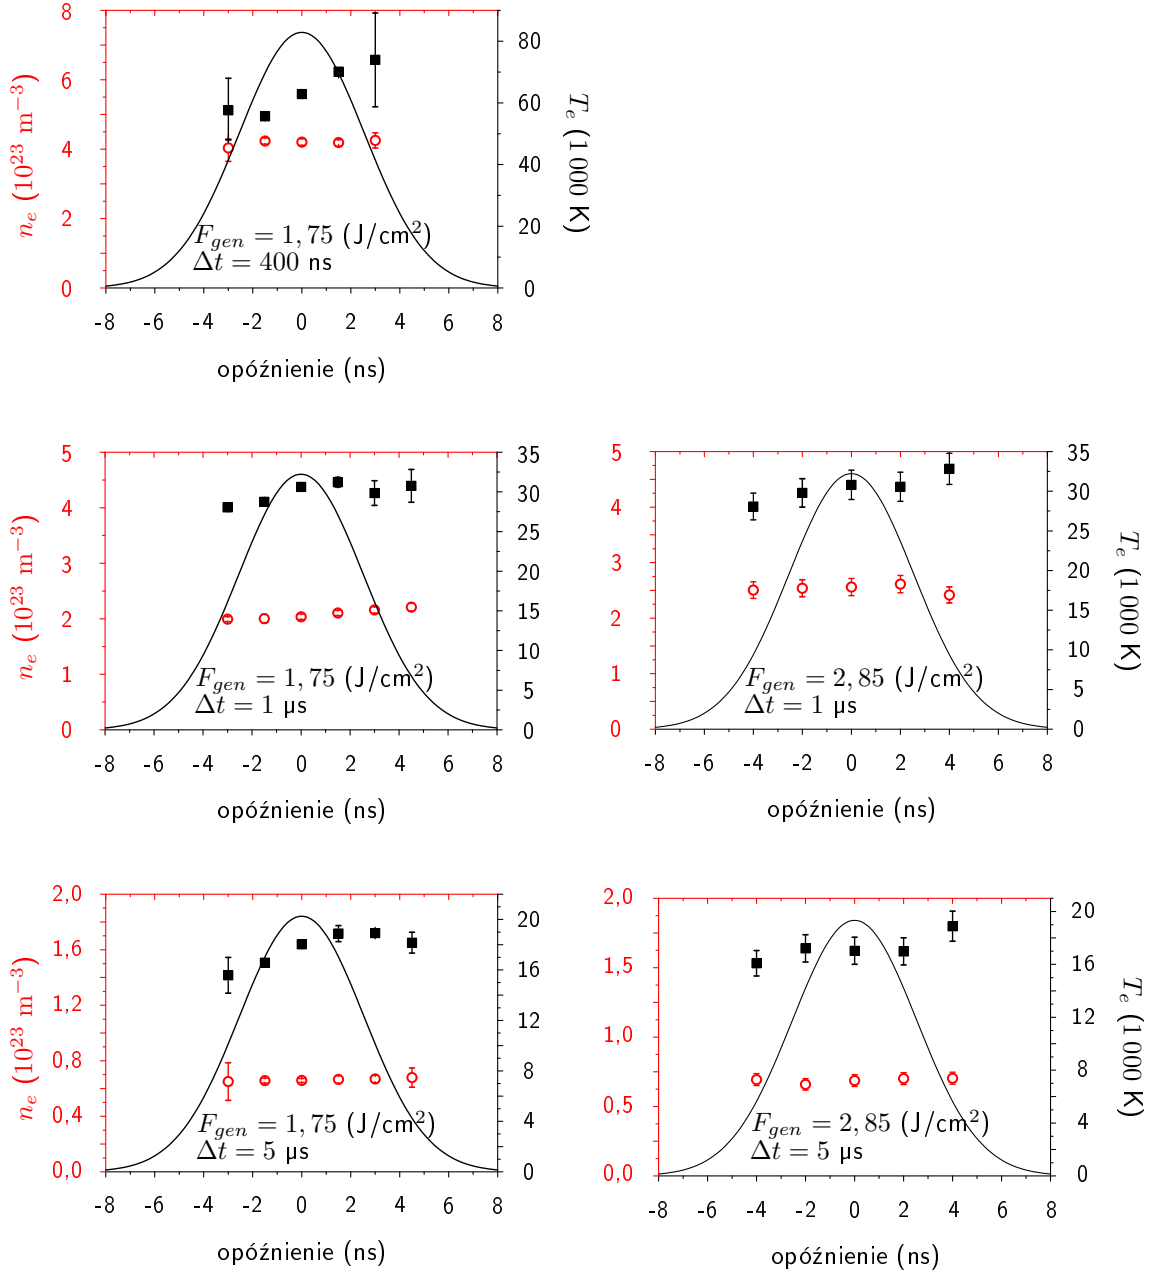 8
6
4
2
0
80
60
40
20
0
n_e (10^23 m^−3)
T_e (1000 K)
F_gen = 1,75 (J/cm^2)
Δt = 400 ns
-8 -6 -4 -2 0 2 4 6 8
opóźnienie (ns)
5
4
3
2
1
0
35
30
25
20
15
10
5
0
n_e (10^23 m^−3)
F_gen = 1,75 (J/cm^2)
Δt = 1 µs
-8 -6 -4 -2 0 2 4 6 8
opóźnienie (ns)
5
4
3
2
1
0
35
30
25
20
15
10
5
0
T_e (1000 K)
F_gen = 2,85 (J/cm^2)
Δt = 1 µs
-8 -6 -4 -2 0 2 4 6 8
opóźnienie (ns)
2,0
1,6
1,2
0,8
0,4
0,0
20
16
12
8
4
0
n_e (10^23 m^−3)
F_gen = 1,75 (J/cm^2)
Δt = 5 µs
-8 -6 -4 -2 0 2 4 6 8
opóźnienie (ns)
2,0
1,5
1,0
0,5
0,0
20
16
12
8
4
0
T_e (1000 K)
F_gen = 2,85 (J/cm^2)
Δt = 5 µs
-8 -6 -4 -2 0 2 4 6 8
opóźnienie (ns)